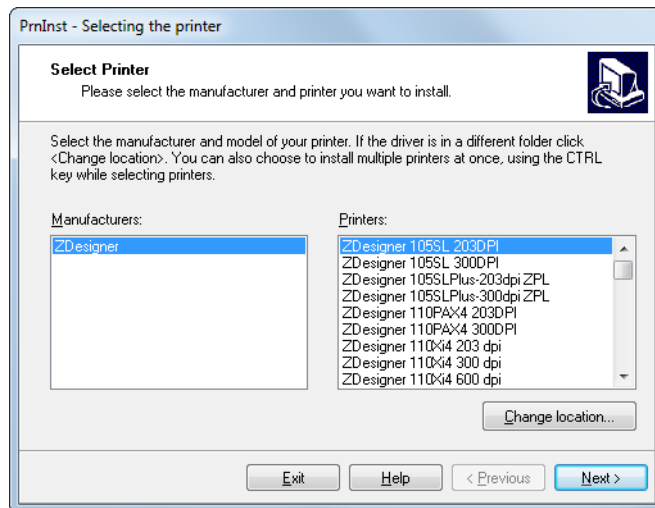 PrnInst - Selecting the printer
Select Printer
Please select the manufacturer and printer you want to install.
Select the manufacturer and model of your printer. If the driver is in a different folder click
<Change location>. You can also choose to install multiple printers at once, using the CTRL
key while selecting printers.
Manufacturers:
ZDesigner
Printers:
ZDesigner 105SL 203DPI
ZDesigner 105SL 300DPI
ZDesigner 105SLPlus-203dpi ZPL
ZDesigner 105SLPlus-300dpi ZPL
ZDesigner 110PAX4 203DPI
ZDesigner 110PAX4 300DPI
ZDesigner 110Xi4 203 dpi
ZDesigner 110Xi4 300 dpi
ZDesigner 110Xi4 600 dpi
Change location...
Exit
Help
< Previous
Next >